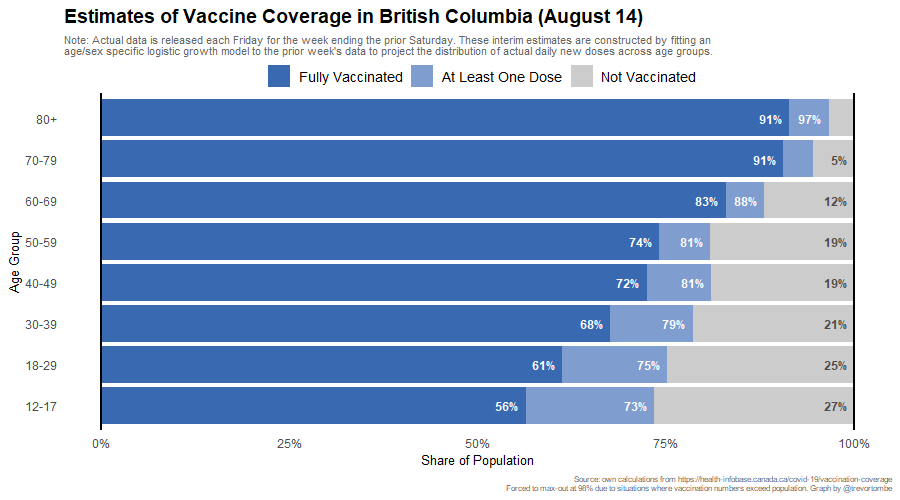 Estimates of Vaccine Coverage in British Columbia (August 14)
Note: Actual data is released each Friday for the week ending the prior Saturday. These interim estimates are constructed by fitting an
age/sex specific logistic growth model to the prior week's data to project the distribution of actual daily new doses across age groups.
Fully Vaccinated At Least One Dose Not Vaccinated
Age Group
80+ 91% 97%
70-79 91% 5%
60-69 83% 88% 12%
50-59 74% 81% 19%
40-49 72% 81% 19%
30-39 68% 79% 21%
18-29 61% 75% 25%
12-17 56% 73% 27%
0% 25% 50% 75% 100%
Share of Population
Source: own calculations from https://health-infobase.canada.ca/covid-19/vaccination-coverage
Forced to max-out at 98% due to situations where vaccination numbers exceed population. Graph by @trevortombe